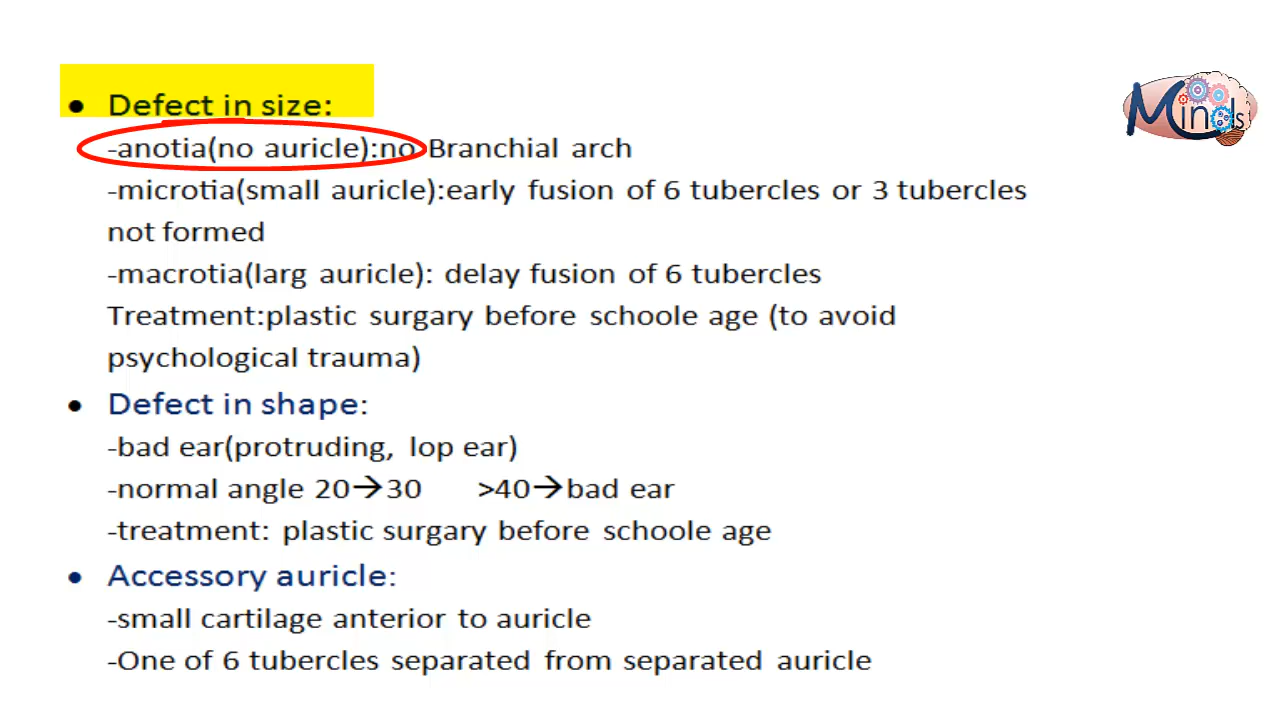 • Defect in size:
-anotia(no auricle):no Branchial arch
-microtia(small auricle):early fusion of 6 tubercles or 3 tubercles
not formed
-macrotia(larg auricle): delay fusion of 6 tubercles
Treatment:plastic surgary before schoole age (to avoid
psychological trauma)
• Defect in shape:
-bad ear(protruding, lop ear)
-normal angle 20→30 >40→bad ear
-treatment: plastic surgary before schoole age
• Accessory auricle:
-small cartilage anterior to auricle
-One of 6 tubercles separated from separated auricle
Minds